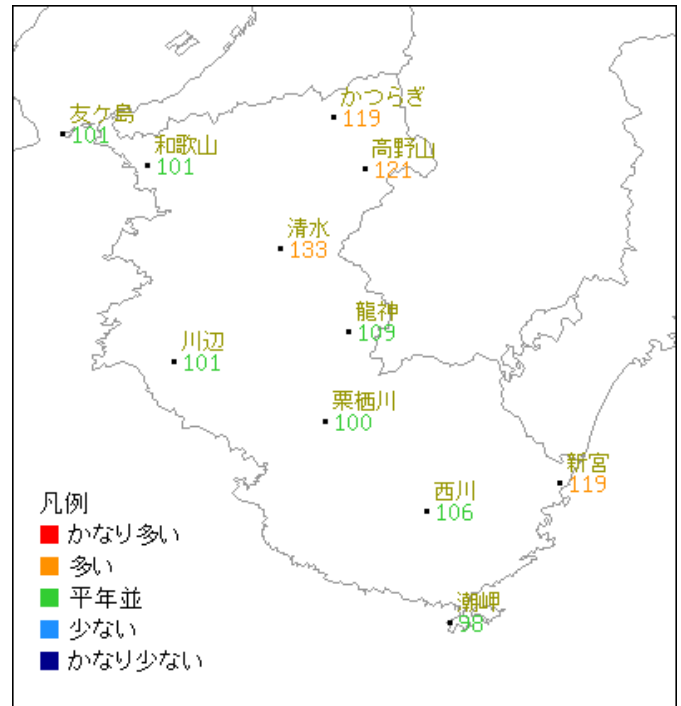 かつらぎ
119
友ケ島
101
和歌山
101
高野山
121
清水
133
龍神
109
川辺
101
栗栖川
100
新宮
119
西川
106
潮岬
98
凡例
かなり多い
多い
平年並
少ない
かなり少ない